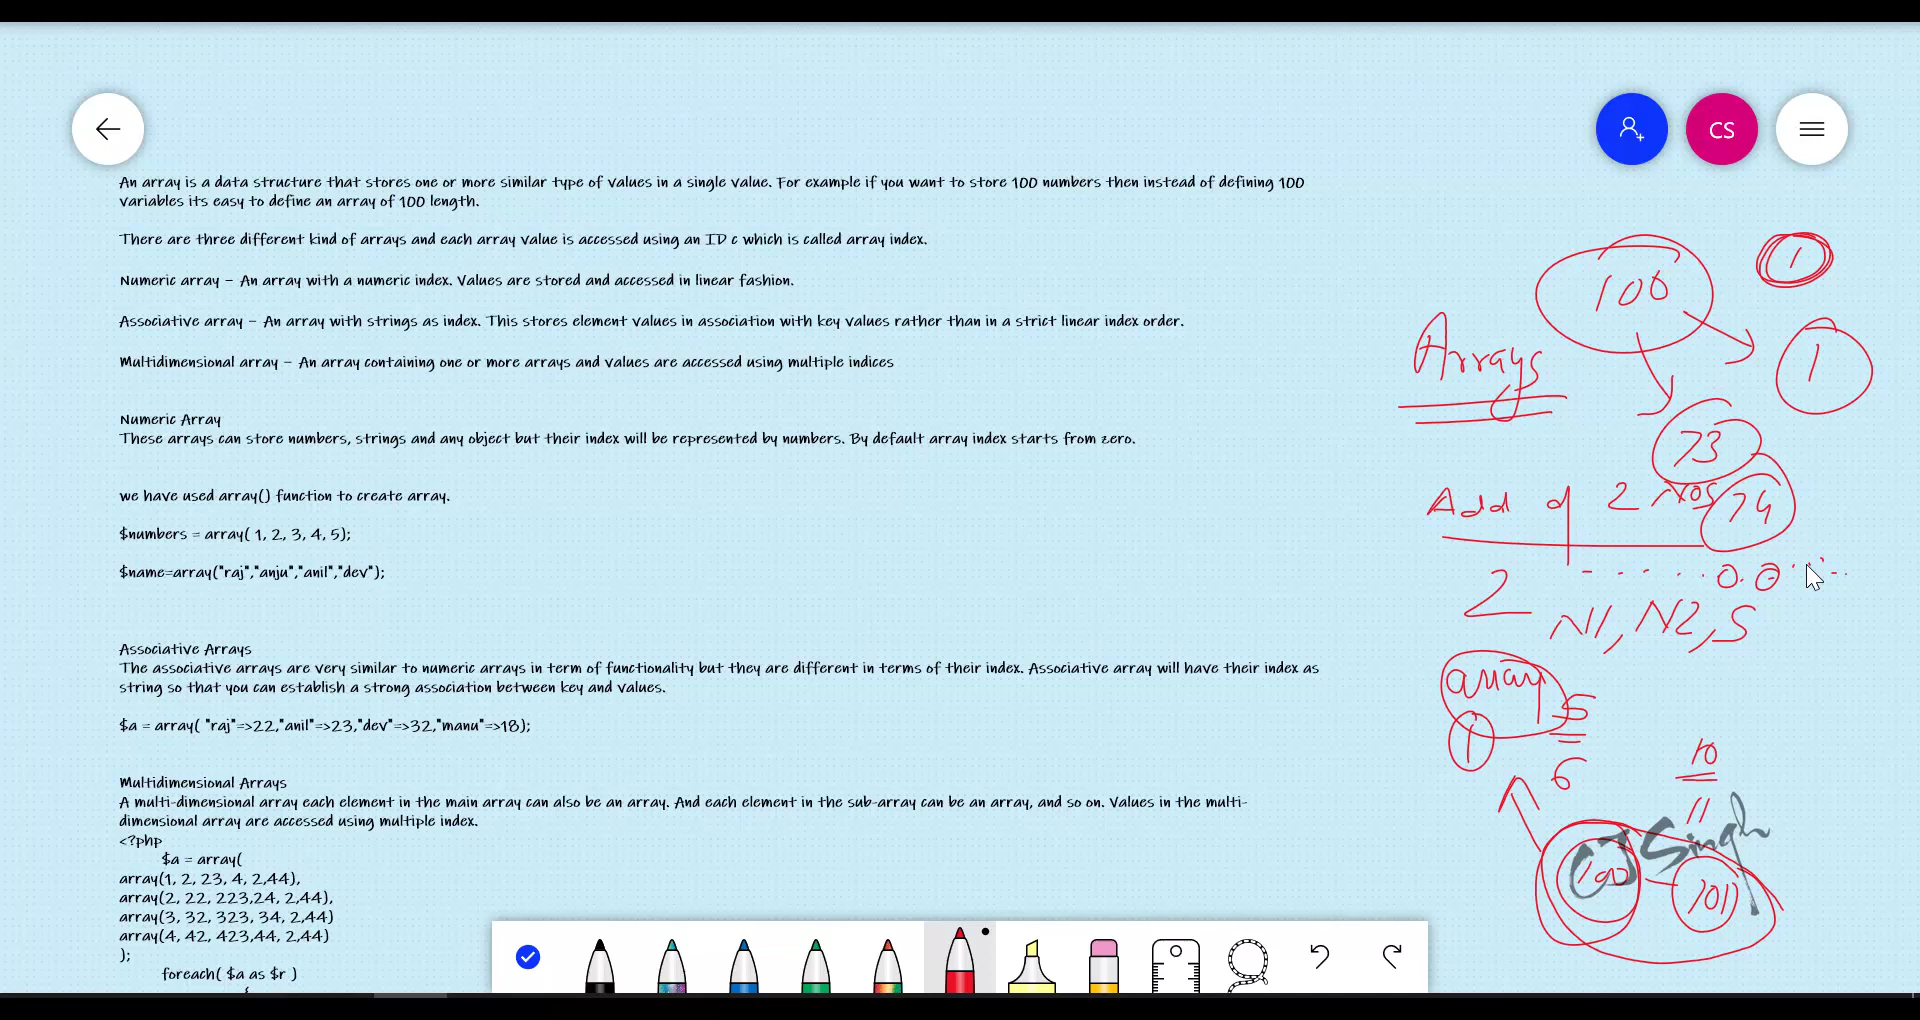 CS
An array is a data structure that stores one or more similar type of values in a single value. For example if you want to store 100 numbers then instead of defining 100
variables its easy to define an array of 100 length.
There are three different kind of arrays and each array value is accessed using an ID c which is called array index.
Numeric array – An array with a numeric index. Values are stored and accessed in linear fashion.
Associative array – An array with strings as index. This stores element values in association with key values rather than in a strict linear index order.
Multidimensional array – An array containing one or more arrays and values are accessed using multiple indices
Numeric Array
These arrays can store numbers, strings and any object but their index will be represented by numbers. By default array index starts from zero.
we have used array() function to create array.
$numbers = array( 1, 2, 3, 4, 5);
$name=array("raj","anju","anil","dev");
Associative Arrays
The associative arrays are very similar to numeric arrays in term of functionality but they are different in terms of their index. Associative array will have their index as
string so that you can establish a strong association between key and values.
$a = array( "raj"=>22,"anil"=>23,"dev"=>32,"manu"=>18);
Multidimensional Arrays
A multi-dimensional array each element in the main array can also be an array. And each element in the sub-array can be an array, and so on. Values in the multi-
dimensional array are accessed using multiple index.
<?php
$a = array(
array(1, 2, 23, 4, 2,44),
array(2, 22, 223,24, 2,44),
array(3, 32, 323, 34, 2,44)
array(4, 42, 423,44, 2,44)
);
foreach( $a as $r )
{
1
100
1
Arrays
73
Add of 2 Nos
74
2
N1, N2, S
array
5
1
6
10
11
CJ Singh
100
101